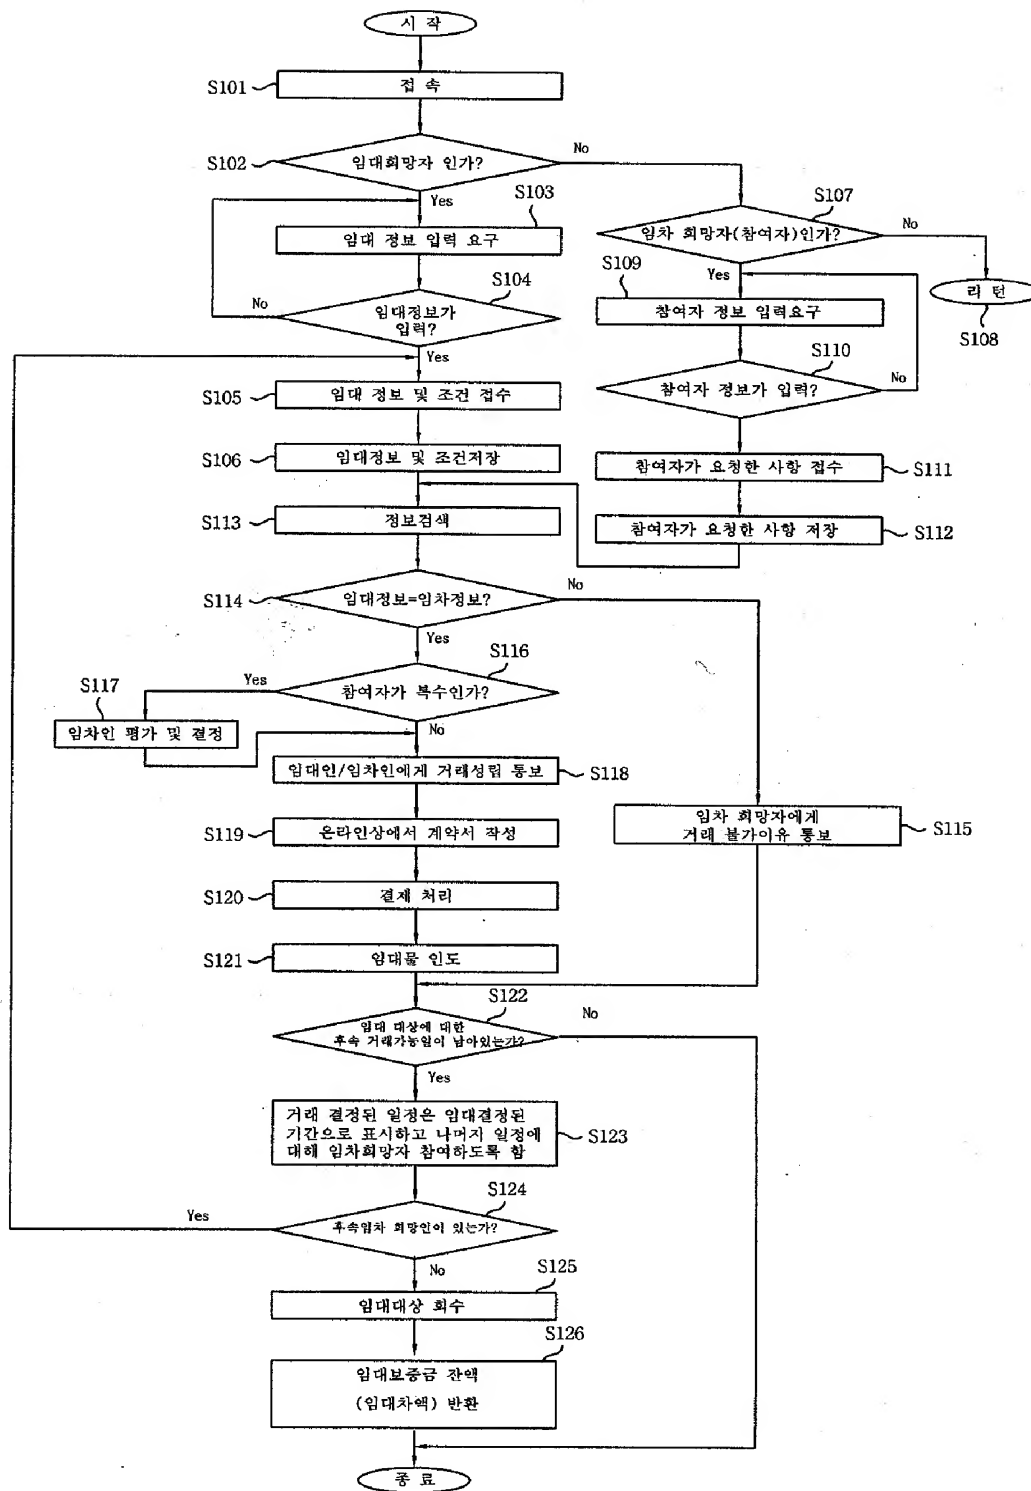 시 작
S101
접 속
S102
임대희망자 인가?
No
Yes
S103
임대 정보 입력 요구
S104
임대정보가
입력?
No
Yes
S107
임차 희망자(참여자)인가?
No
리 턴
S108
Yes
S109
참여자 정보 입력요구
S110
참여자 정보가 입력?
No
S105
임대 정보 및 조건 접수
S106
임대정보 및 조건저장
참여자가 요청한 사항 접수
S111
참여자가 요청한 사항 저장
S112
S113
정보검색
S114
임대정보=임차정보?
No
Yes
S116
참여자가 복수인가?
Yes
S117
임차인 평가 및 결정
No
임대인/임차인에게 거래성립 통보
S118
S119
온라인상에서 계약서 작성
임차 희망자에게
거래 불가이유 통보
S115
S120
결제 처리
S121
임대물 인도
S122
임대 대상에 대한
후속 거래가능일이 남아있는가?
No
Yes
거래 결정된 일정은 임대결정된
기간으로 표시하고 나머지 일정에
대해 임차희망자 참여하도록 함
S123
S124
후속임차 희망인이 있는가?
Yes
No
S125
임대대상 회수
S126
임대보증금 잔액
(임대차액) 반환
종 료